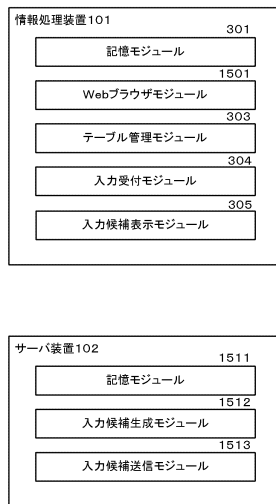 情報処理装置101
301
記憶モジュール
1501
Webブラウザモジュール
303
テーブル管理モジュール
304
入力受付モジュール
305
入力候補表示モジュール
サーバ装置102
1511
記憶モジュール
1512
入力候補生成モジュール
1513
入力候補送信モジュール